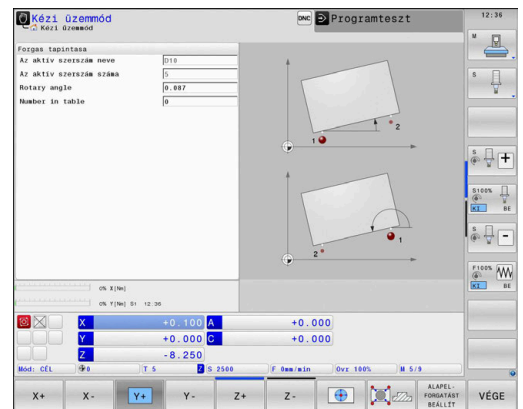 Kézi üzemmód
Kézi üzemmód
DNC
Programteszt
12:36
Forgas tapintasa
Az aktív szerszám neve D10
Az aktív szerszám száma 5
Rotary angle 0.087
Number in table 0
1
2
1
2
M
S
S
+
S100%
KI BE
S
-
F100%
KI BE
0% X[Nm]
0% Y[Nm] S1 12:36
X +0.100 A +0.000
Y +0.000 C +0.000
Z -8.250
Mód: CÉL 0 T 5 Z S 2500 F 0mm/min Ovr 100% M 5/9
X+ X- Y+ Y- Z+ Z- ALAPEL-FORGATÁST BEÁLLÍT VÉGE